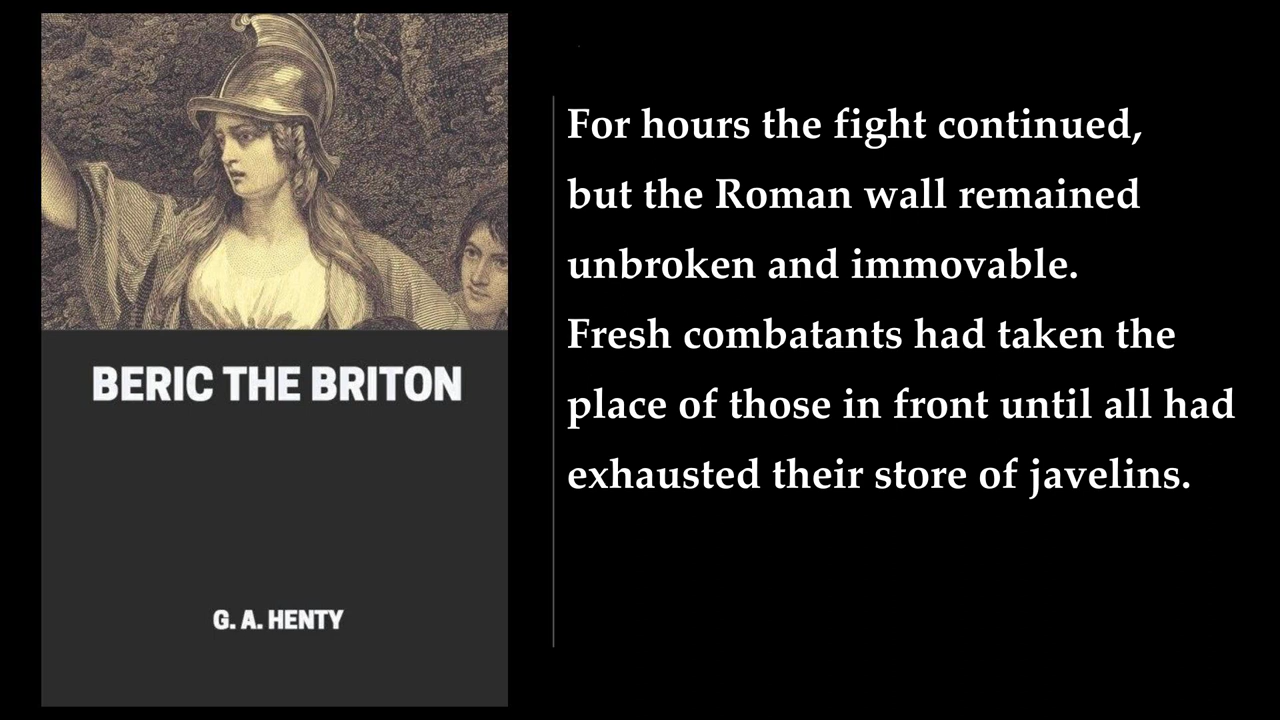 BERIC THE BRITON
G. A. HENTY
For hours the fight continued,
but the Roman wall remained
unbroken and immovable.
Fresh combatants had taken the
place of those in front until all had
exhausted their store of javelins.